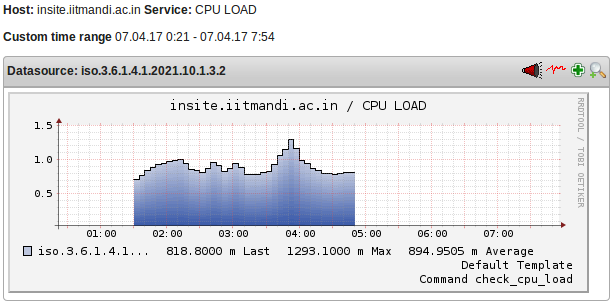 Host: insite.iitmandi.ac.in Service: CPU LOAD
Custom time range 07.04.17 0:21 - 07.04.17 7:54
Datasource: iso.3.6.1.4.1.2021.10.1.3.2
insite.iitmandi.ac.in / CPU LOAD
RRDTOOL / TOBI OETIKER
1.5
1.0
0.5
01:00 02:00 03:00 04:00 05:00 06:00 07:00
iso.3.6.1.4.1... 818.8000 m Last 1293.1000 m Max 894.9505 m Average
Default Template
Command check_cpu_load